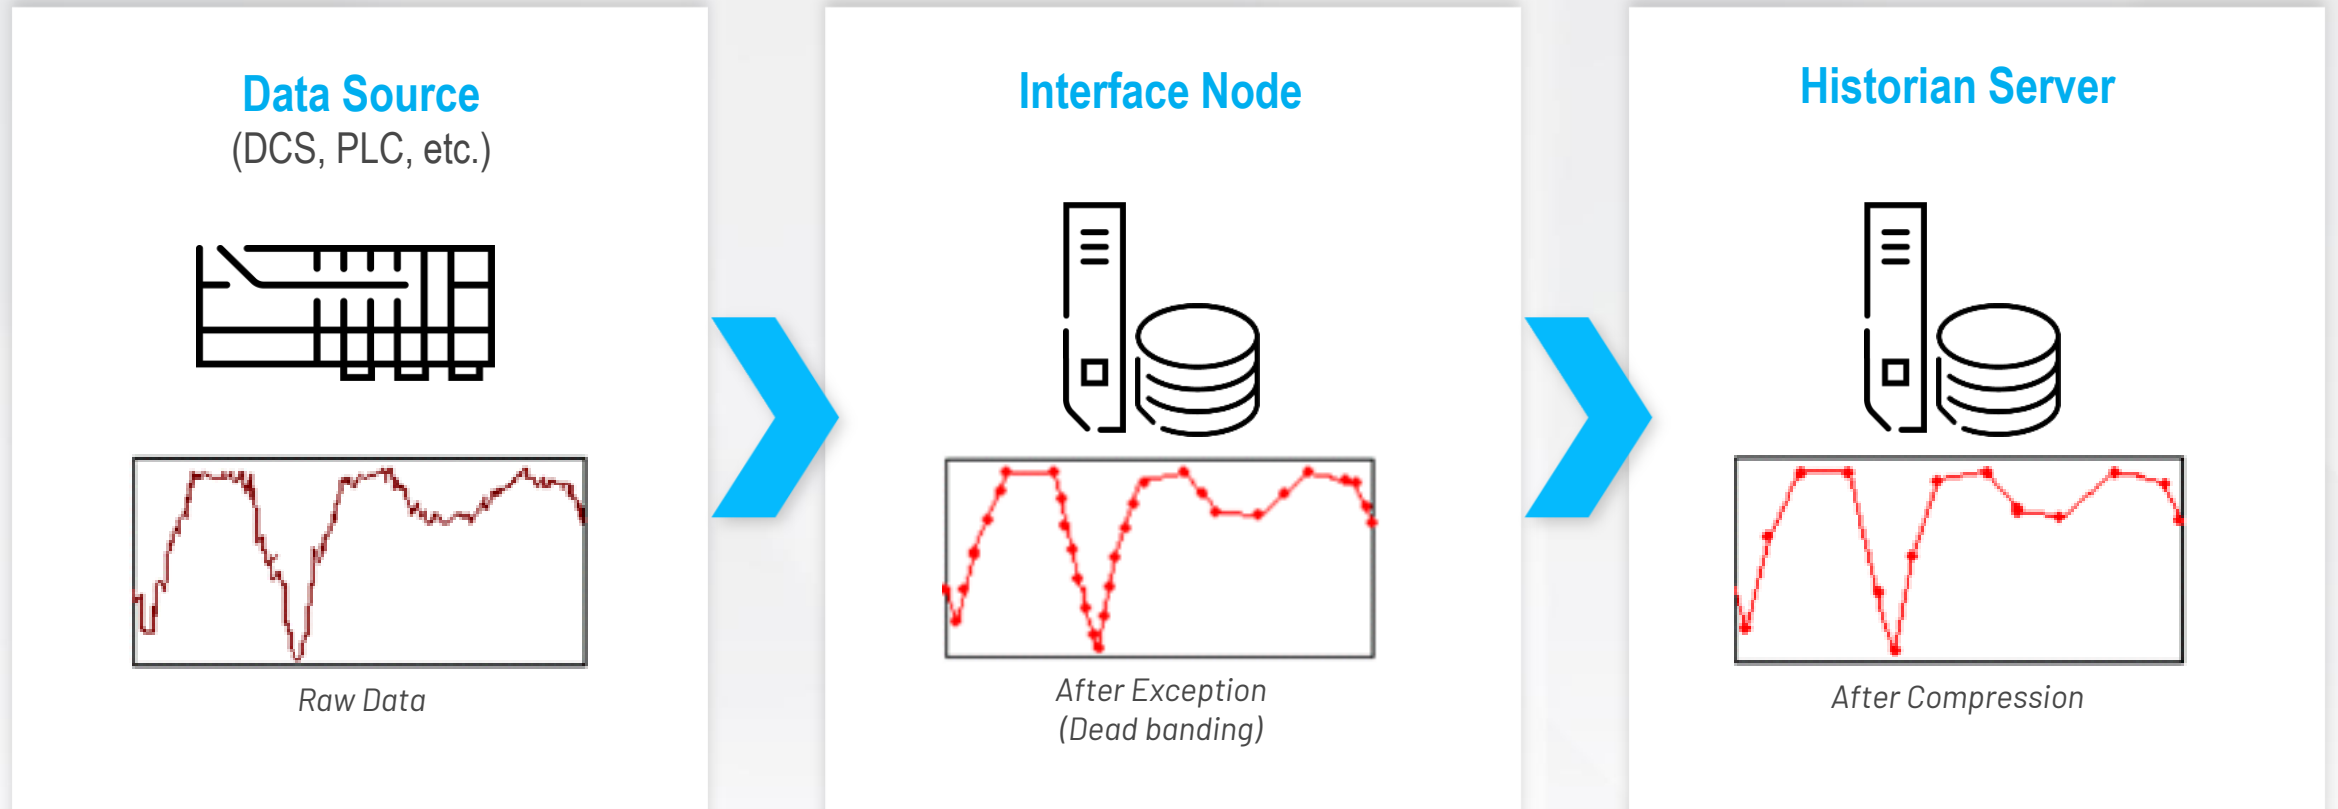 Data Source
(DCS, PLC, etc.)
Raw Data
Interface Node
After Exception
(Dead banding)
Historian Server
After Compression